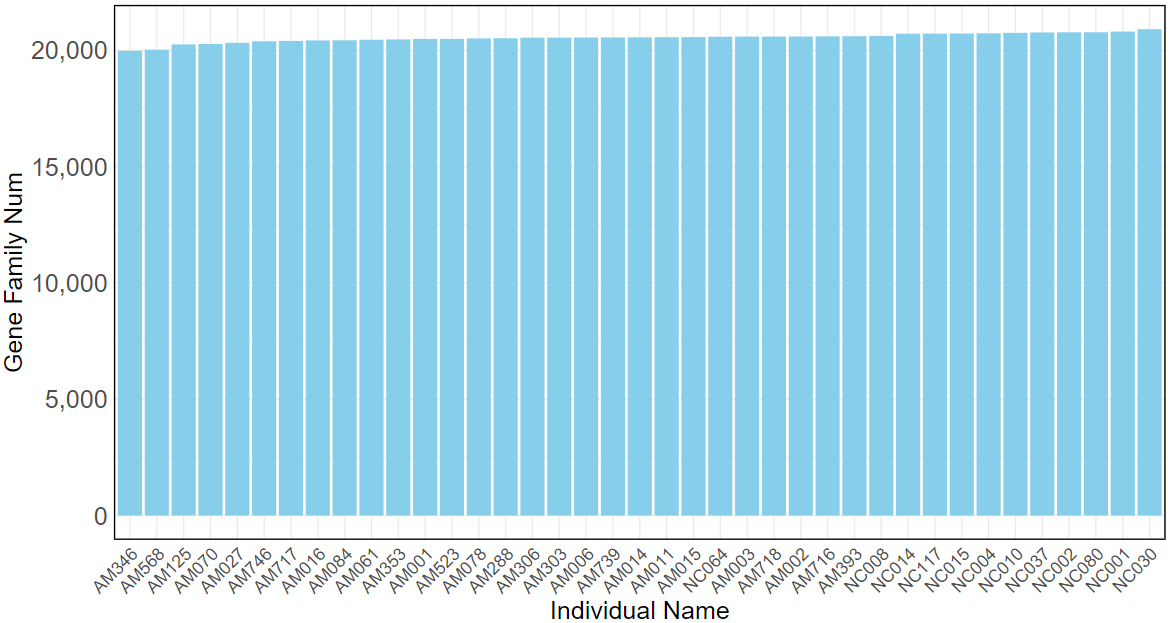 Gene Family Num
20,000
15,000
10,000
5,000
0
AM346
AM568
AM125
AM070
AM027
AM746
AM717
AM016
AM084
AM061
AM353
AM001
AM523
AM078
AM288
AM306
AM303
AM006
AM739
AM014
AM011
AM015
NC064
AM003
AM718
AM002
AM716
AM393
NC008
NC014
NC117
NC015
NC004
NC010
NC037
NC002
NC080
NC001
NC030
Individual Name